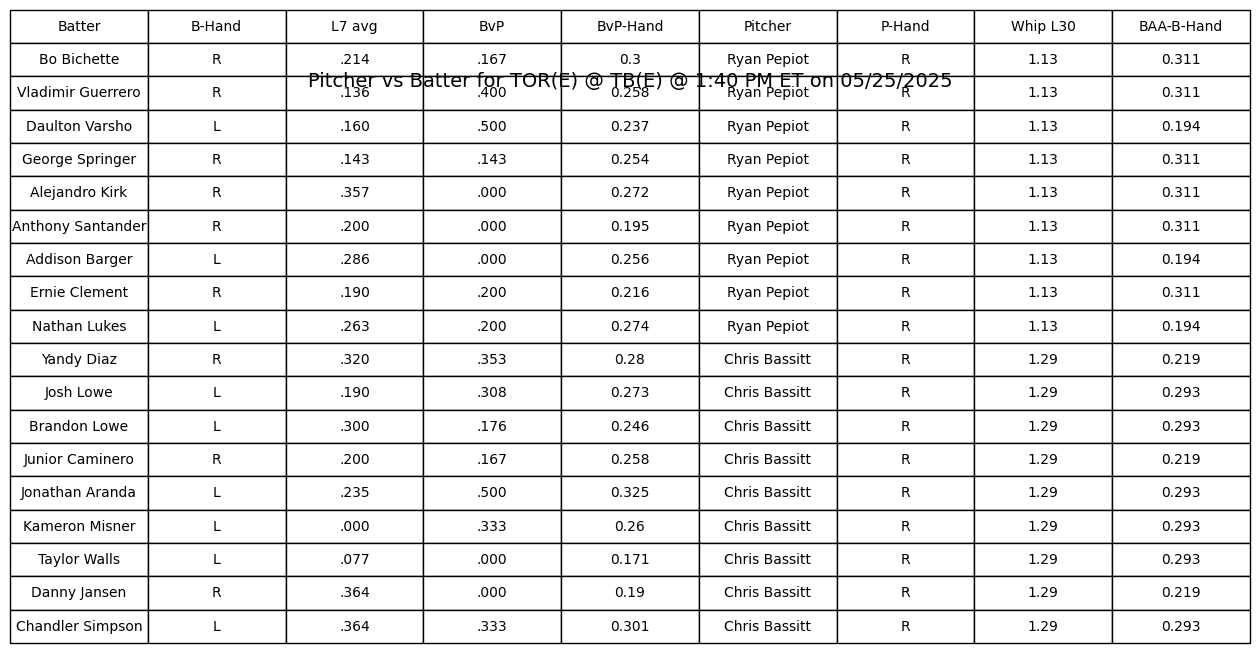 Batter B-Hand L7 avg BvP BvP-Hand Pitcher P-Hand Whip L30 BAA-B-Hand
Bo Bichette R .214 .167 0.3 Ryan Pepiot R 1.13 0.311
Pitcher vs Batter for TOR(E) @ TB(E) @ 1:40 PM ET on 05/25/2025
Vladimir Guerrero R .136 .400 0.258 Ryan Pepiot R 1.13 0.311
Daulton Varsho L .160 .500 0.237 Ryan Pepiot R 1.13 0.194
George Springer R .143 .143 0.254 Ryan Pepiot R 1.13 0.311
Alejandro Kirk R .357 .000 0.272 Ryan Pepiot R 1.13 0.311
Anthony Santander R .200 .000 0.195 Ryan Pepiot R 1.13 0.311
Addison Barger L .286 .000 0.256 Ryan Pepiot R 1.13 0.194
Ernie Clement R .190 .200 0.216 Ryan Pepiot R 1.13 0.311
Nathan Lukes L .263 .200 0.274 Ryan Pepiot R 1.13 0.194
Yandy Diaz R .320 .353 0.28 Chris Bassitt R 1.29 0.219
Josh Lowe L .190 .308 0.273 Chris Bassitt R 1.29 0.293
Brandon Lowe L .300 .176 0.246 Chris Bassitt R 1.29 0.293
Junior Caminero R .200 .167 0.258 Chris Bassitt R 1.29 0.219
Jonathan Aranda L .235 .500 0.325 Chris Bassitt R 1.29 0.293
Kameron Misner L .000 .333 0.26 Chris Bassitt R 1.29 0.293
Taylor Walls L .077 .000 0.171 Chris Bassitt R 1.29 0.293
Danny Jansen R .364 .000 0.19 Chris Bassitt R 1.29 0.219
Chandler Simpson L .364 .333 0.301 Chris Bassitt R 1.29 0.293